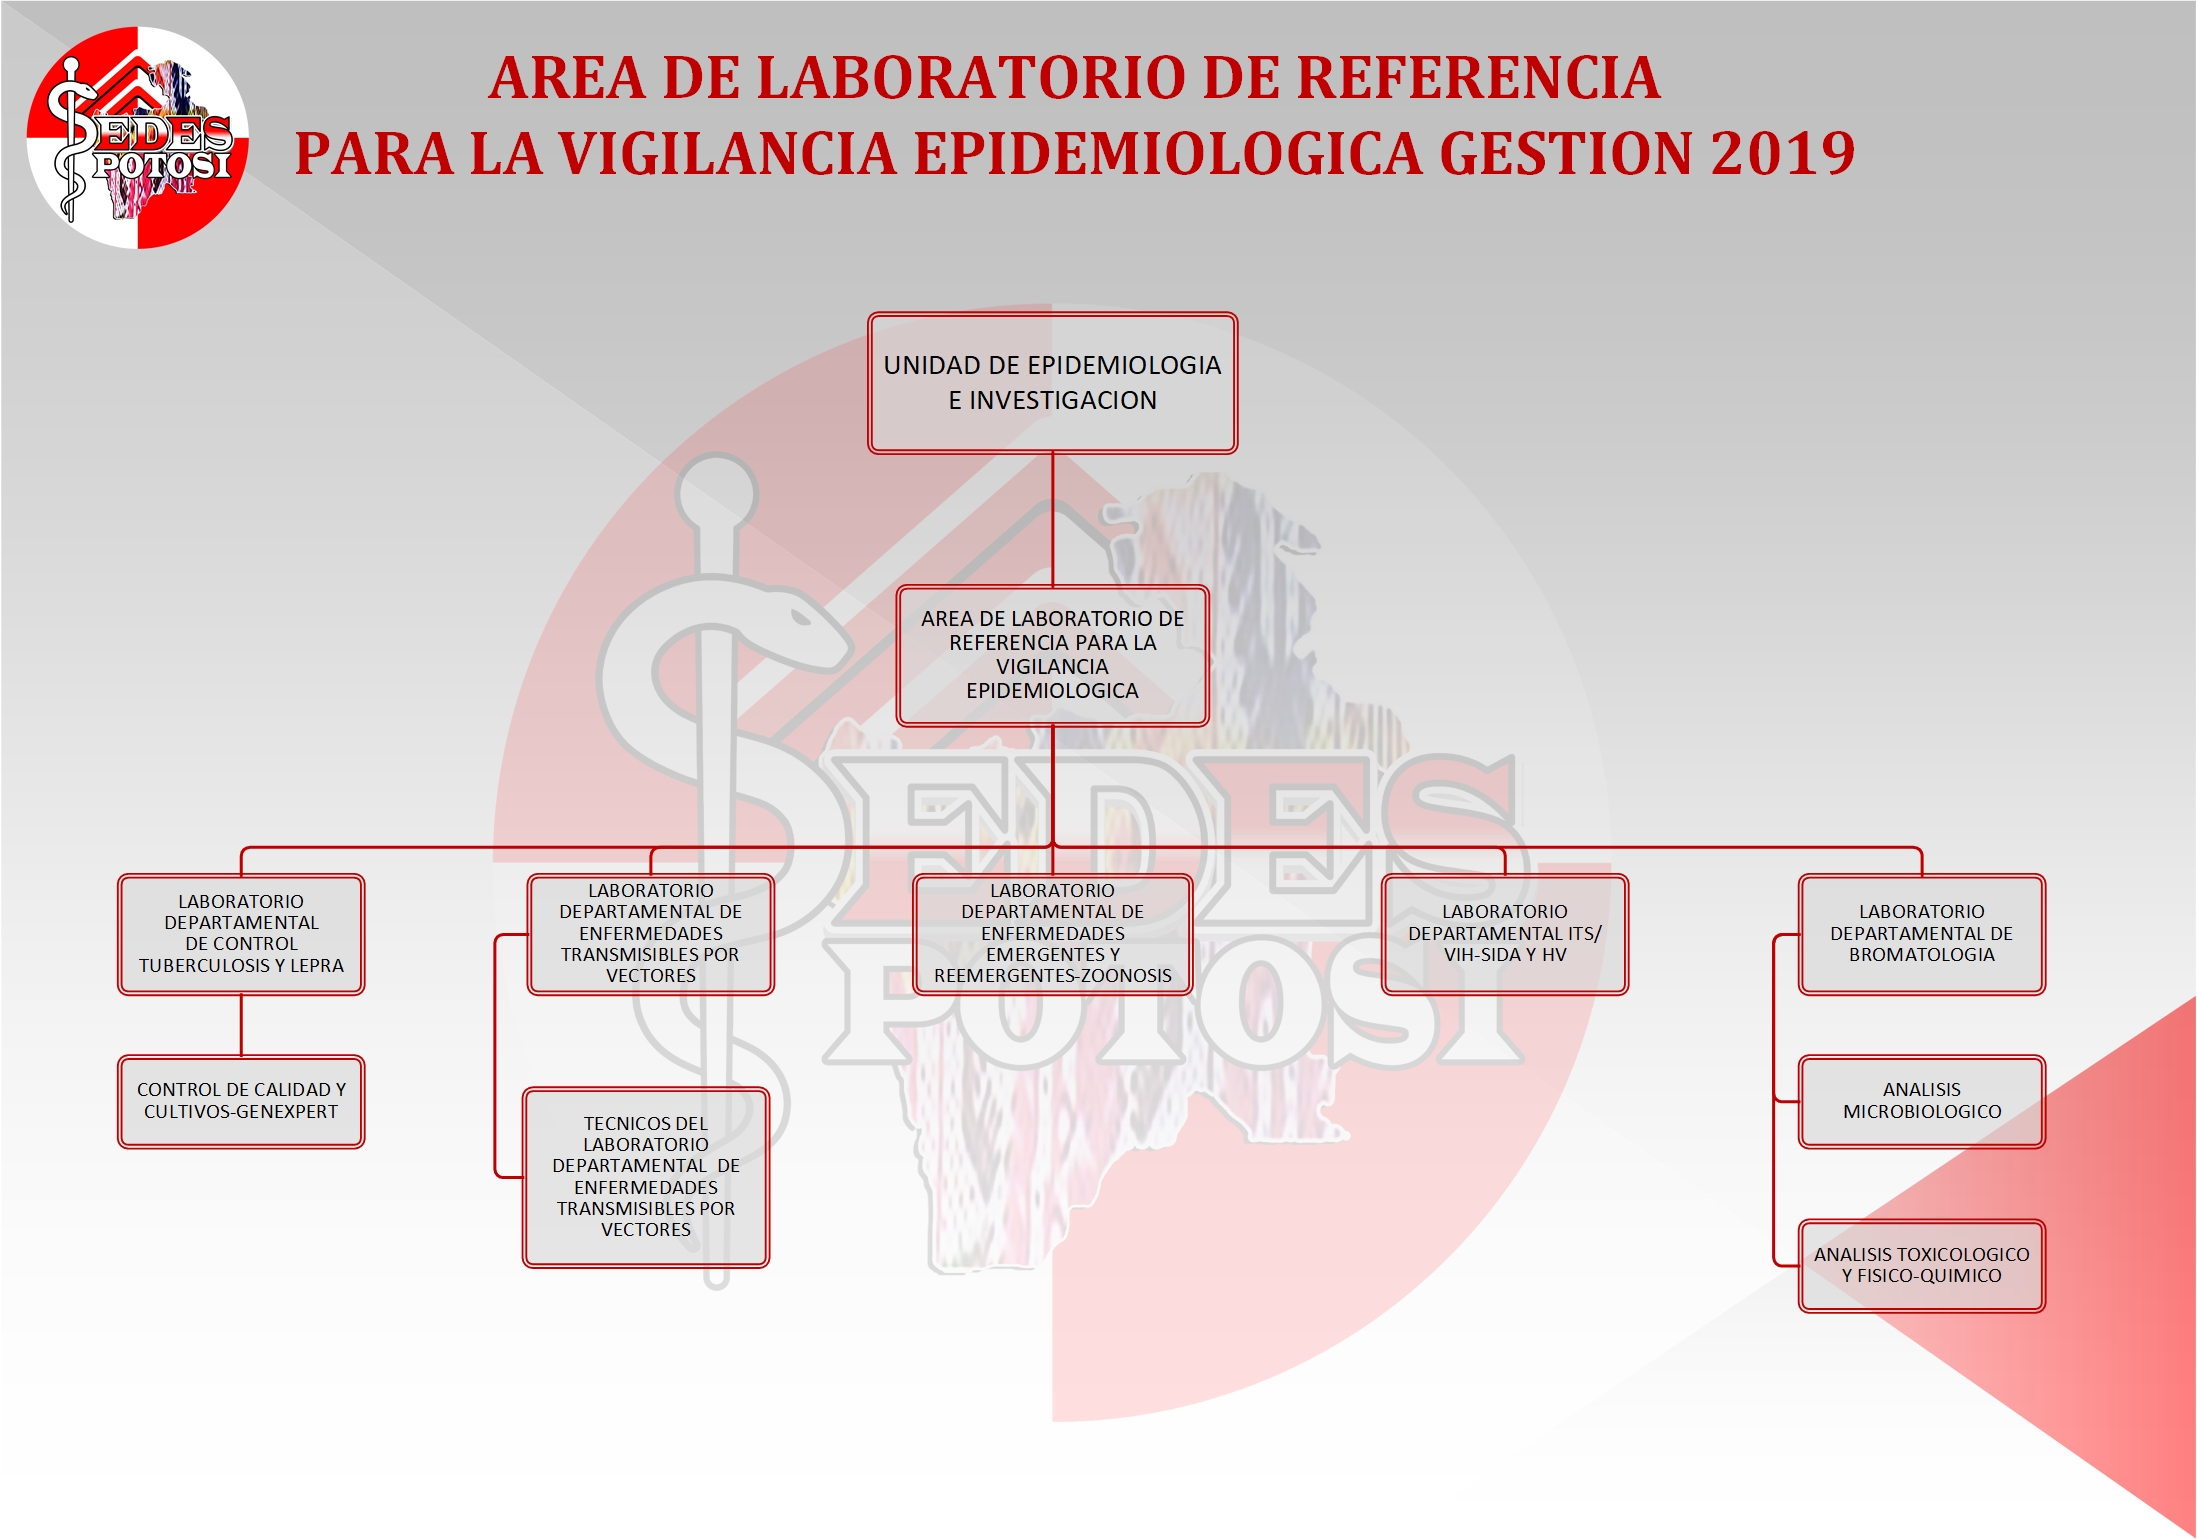 SEDES
POTOSI
AREA DE LABORATORIO DE REFERENCIA
PARA LA VIGILANCIA EPIDEMIOLOGICA GESTION 2019
UNIDAD DE EPIDEMIOLOGIA
E INVESTIGACION
AREA DE LABORATORIO DE
REFERENCIA PARA LA
VIGILANCIA
EPIDEMIOLOGICA
SEDES
POTOSI
LABORATORIO
DEPARTAMENTAL
DE CONTROL
TUBERCULOSIS Y LEPRA
LABORATORIO
DEPARTAMENTAL DE
ENFERMEDADES
TRANSMISIBLES POR
VECTORES
LABORATORIO
DEPARTAMENTAL DE
ENFERMEDADES
EMERGENTES Y
REEMERGENTES-ZOONOSIS
LABORATORIO
DEPARTAMENTAL ITS/
VIH-SIDA Y HV
LABORATORIO
DEPARTAMENTAL DE
BROMATOLOGIA
CONTROL DE CALIDAD Y
CULTIVOS-GENEXPERT
TECNICOS DEL
LABORATORIO
DEPARTAMENTAL  DE
ENFERMEDADES
TRANSMISIBLES POR
VECTORES
ANALISIS
MICROBIOLOGICO
ANALISIS TOXICOLOGICO
Y FISICO-QUIMICO